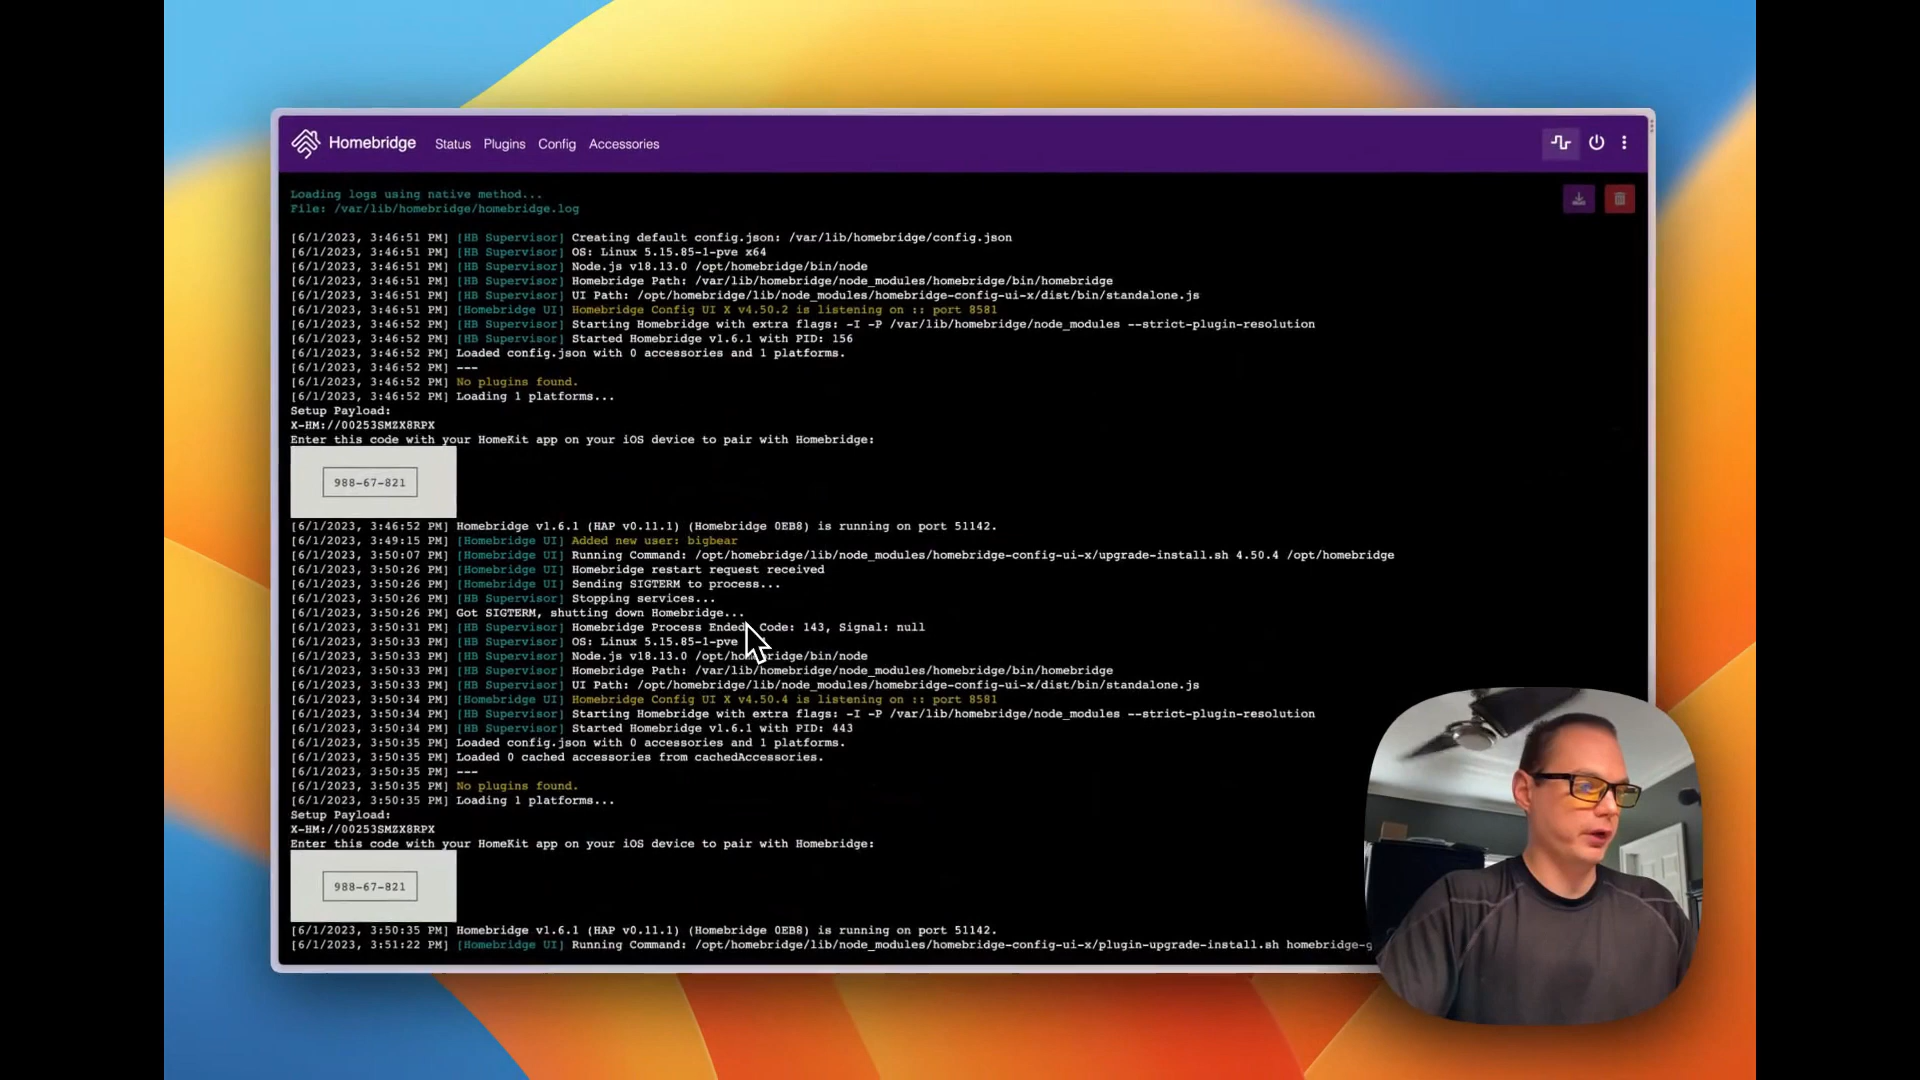 Homebridge Status Plugins Config Accessories
Loading logs using native method...
File: /var/lib/homebridge/homebridge.log
[6/1/2023, 3:46:51 PM] [HB Supervisor] Creating default config.json: /var/lib/homebridge/config.json
[6/1/2023, 3:46:51 PM] [HB Supervisor] OS: Linux 5.15.85-1-pve x64
[6/1/2023, 3:46:51 PM] [HB Supervisor] Node.js v18.13.0 /opt/homebridge/bin/node
[6/1/2023, 3:46:51 PM] [HB Supervisor] Homebridge Path: /var/lib/homebridge/node_modules/homebridge/bin/homebridge
[6/1/2023, 3:46:51 PM] [HB Supervisor] UI Path: /opt/homebridge/lib/node_modules/homebridge-config-ui-x/dist/bin/standalone.js
[6/1/2023, 3:46:51 PM] [Homebridge UI] Homebridge Config UI X v4.50.2 is listening on :: port 8581
[6/1/2023, 3:46:52 PM] [HB Supervisor] Starting Homebridge with extra flags: -I -P /var/lib/homebridge/node_modules --strict-plugin-resolution
[6/1/2023, 3:46:52 PM] [HB Supervisor] Started Homebridge v1.6.1 with PID: 156
[6/1/2023, 3:46:52 PM] Loaded config.json with 0 accessories and 1 platforms.
[6/1/2023, 3:46:52 PM] ---
[6/1/2023, 3:46:52 PM] No plugins found.
[6/1/2023, 3:46:52 PM] Loading 1 platforms...
Setup Payload:
X-HM://00253SMZX8RPX
Enter this code with your HomeKit app on your iOS device to pair with Homebridge:
988-67-821
[6/1/2023, 3:46:52 PM] Homebridge v1.6.1 (HAP v0.11.1) (Homebridge 0EB8) is running on port 51142.
[6/1/2023, 3:49:15 PM] [Homebridge UI] Added new user: bigbear
[6/1/2023, 3:50:07 PM] [Homebridge UI] Running Command: /opt/homebridge/lib/node_modules/homebridge-config-ui-x/upgrade-install.sh 4.50.4 /opt/homebridge
[6/1/2023, 3:50:26 PM] [Homebridge UI] Homebridge restart request received
[6/1/2023, 3:50:26 PM] [Homebridge UI] Sending SIGTERM to process...
[6/1/2023, 3:50:26 PM] [HB Supervisor] Stopping services...
[6/1/2023, 3:50:26 PM] Got SIGTERM, shutting down Homebridge...
[6/1/2023, 3:50:31 PM] [HB Supervisor] Homebridge Process Ended. Code: 143, Signal: null
[6/1/2023, 3:50:33 PM] [HB Supervisor] OS: Linux 5.15.85-1-pve
[6/1/2023, 3:50:33 PM] [HB Supervisor] Node.js v18.13.0 /opt/homebridge/bin/node
[6/1/2023, 3:50:33 PM] [HB Supervisor] Homebridge Path: /var/lib/homebridge/node_modules/homebridge/bin/homebridge
[6/1/2023, 3:50:33 PM] [HB Supervisor] UI Path: /opt/homebridge/lib/node_modules/homebridge-config-ui-x/dist/bin/standalone.js
[6/1/2023, 3:50:34 PM] [Homebridge UI] Homebridge Config UI X v4.50.4 is listening on :: port 8581
[6/1/2023, 3:50:34 PM] [HB Supervisor] Starting Homebridge with extra flags: -I -P /var/lib/homebridge/node_modules --strict-plugin-resolution
[6/1/2023, 3:50:34 PM] [HB Supervisor] Started Homebridge v1.6.1 with PID: 443
[6/1/2023, 3:50:35 PM] Loaded config.json with 0 accessories and 1 platforms.
[6/1/2023, 3:50:35 PM] Loaded 0 cached accessories from cachedAccessories.
[6/1/2023, 3:50:35 PM] ---
[6/1/2023, 3:50:35 PM] No plugins found.
[6/1/2023, 3:50:35 PM] Loading 1 platforms...
Setup Payload:
X-HM://00253SMZX8RPX
Enter this code with your HomeKit app on your iOS device to pair with Homebridge:
988-67-821
[6/1/2023, 3:50:35 PM] Homebridge v1.6.1 (HAP v0.11.1) (Homebridge 0EB8) is running on port 51142.
[6/1/2023, 3:51:22 PM] [Homebridge UI] Running Command: /opt/homebridge/lib/node_modules/homebridge-config-ui-x/plugin-upgrade-install.sh homebridge-g